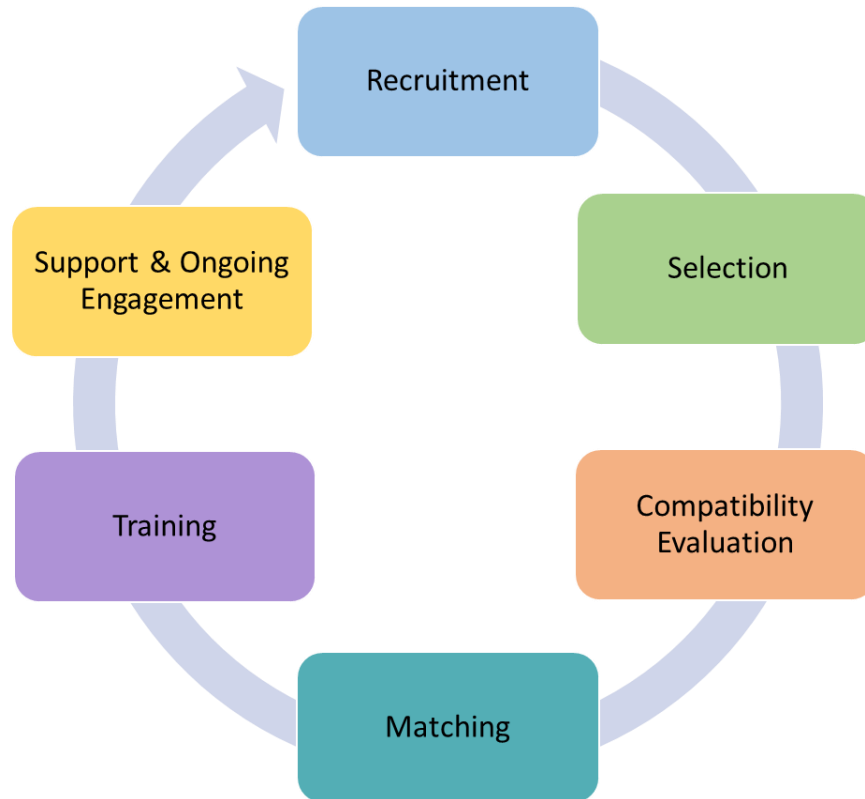 Recruitment
Selection
Compatibility
Evaluation
Matching
Training
Support & Ongoing
Engagement